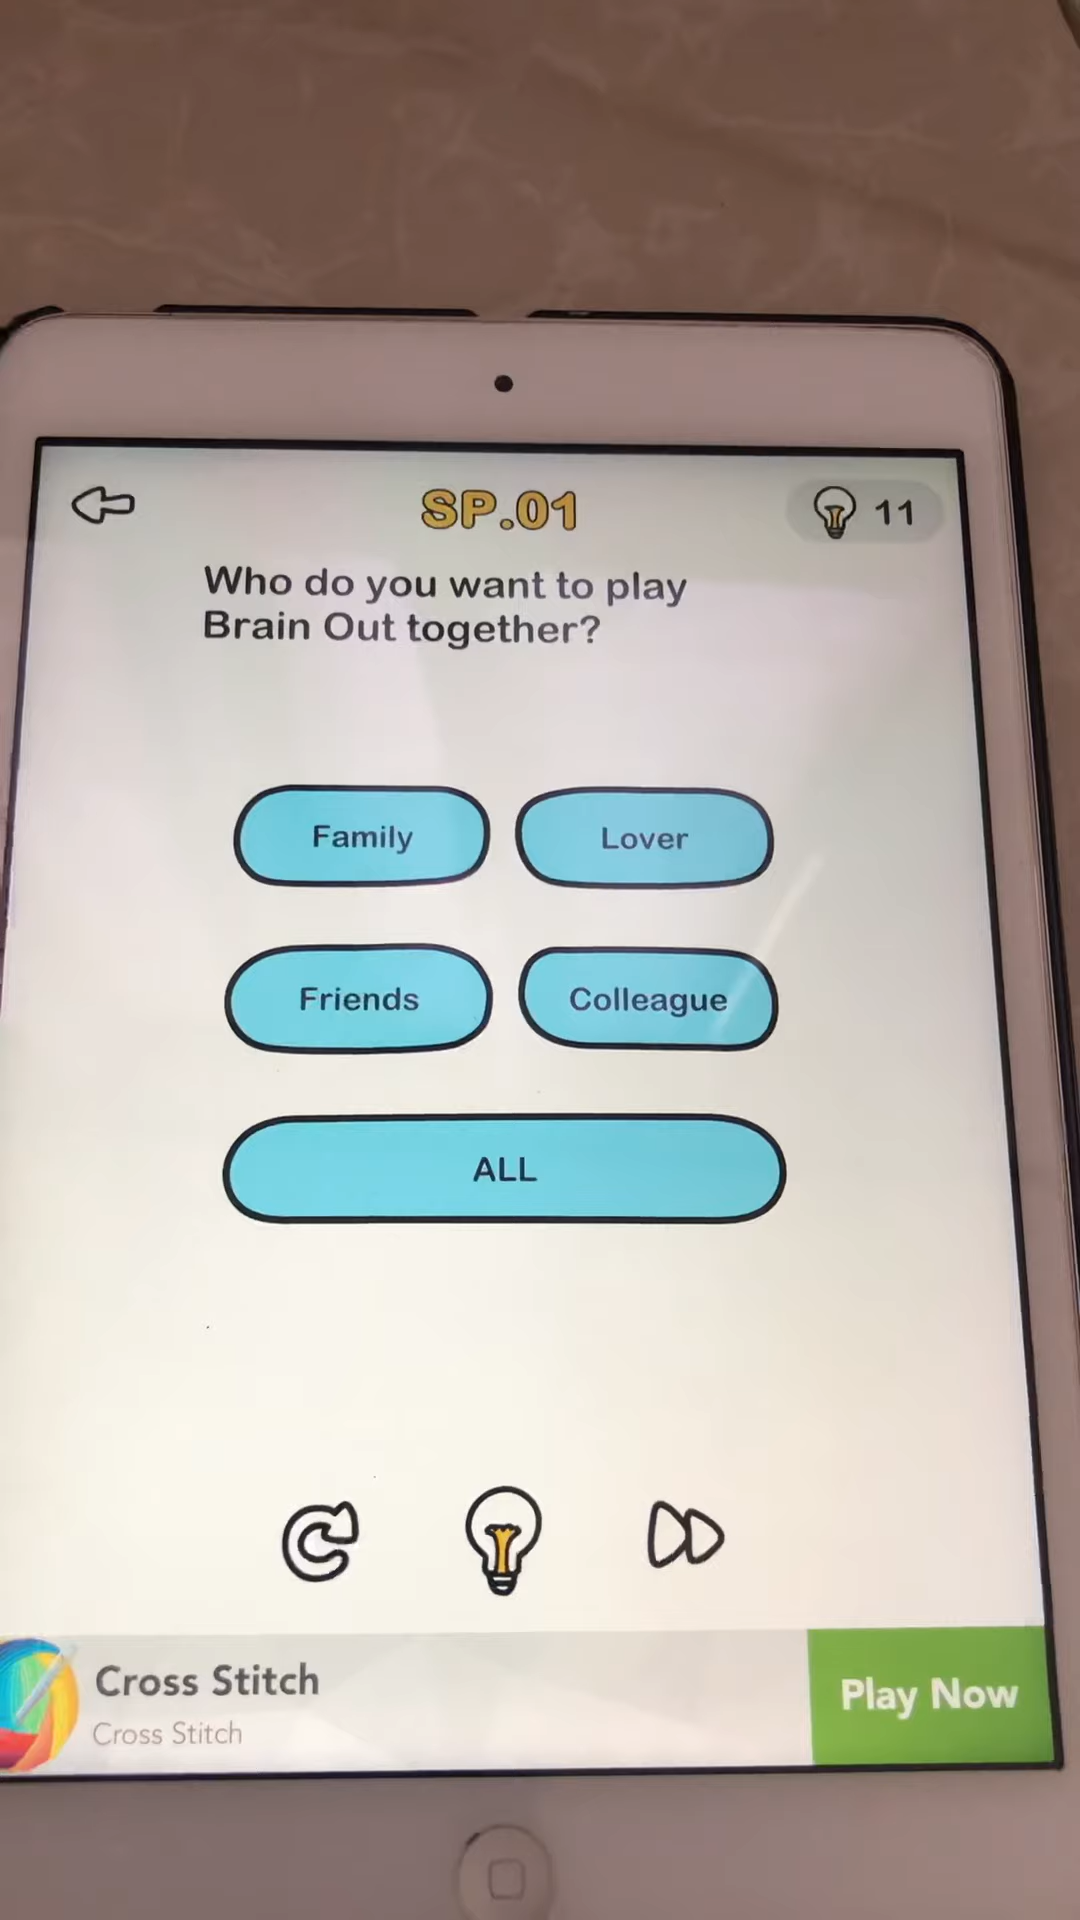 SP.01
11
Who do you want to play
Brain Out together?
Family
Lover
Friends
Colleague
ALL
Cross Stitch
Cross Stitch
Play Now